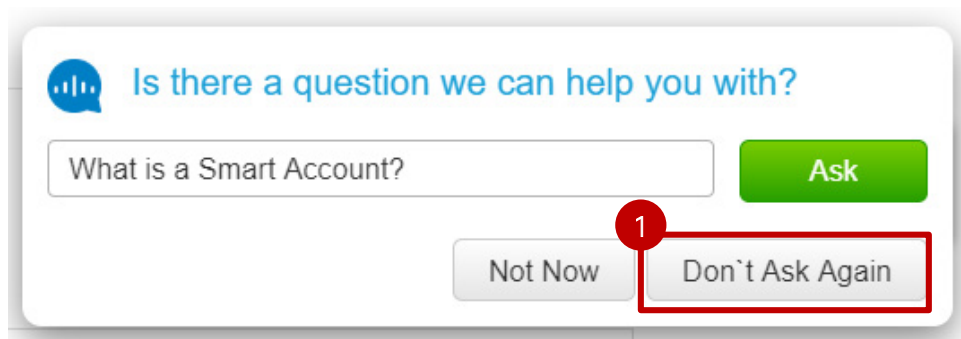 Is there a question we can help you with?
What is a Smart Account?
Ask
1
Not Now
Don`t Ask Again